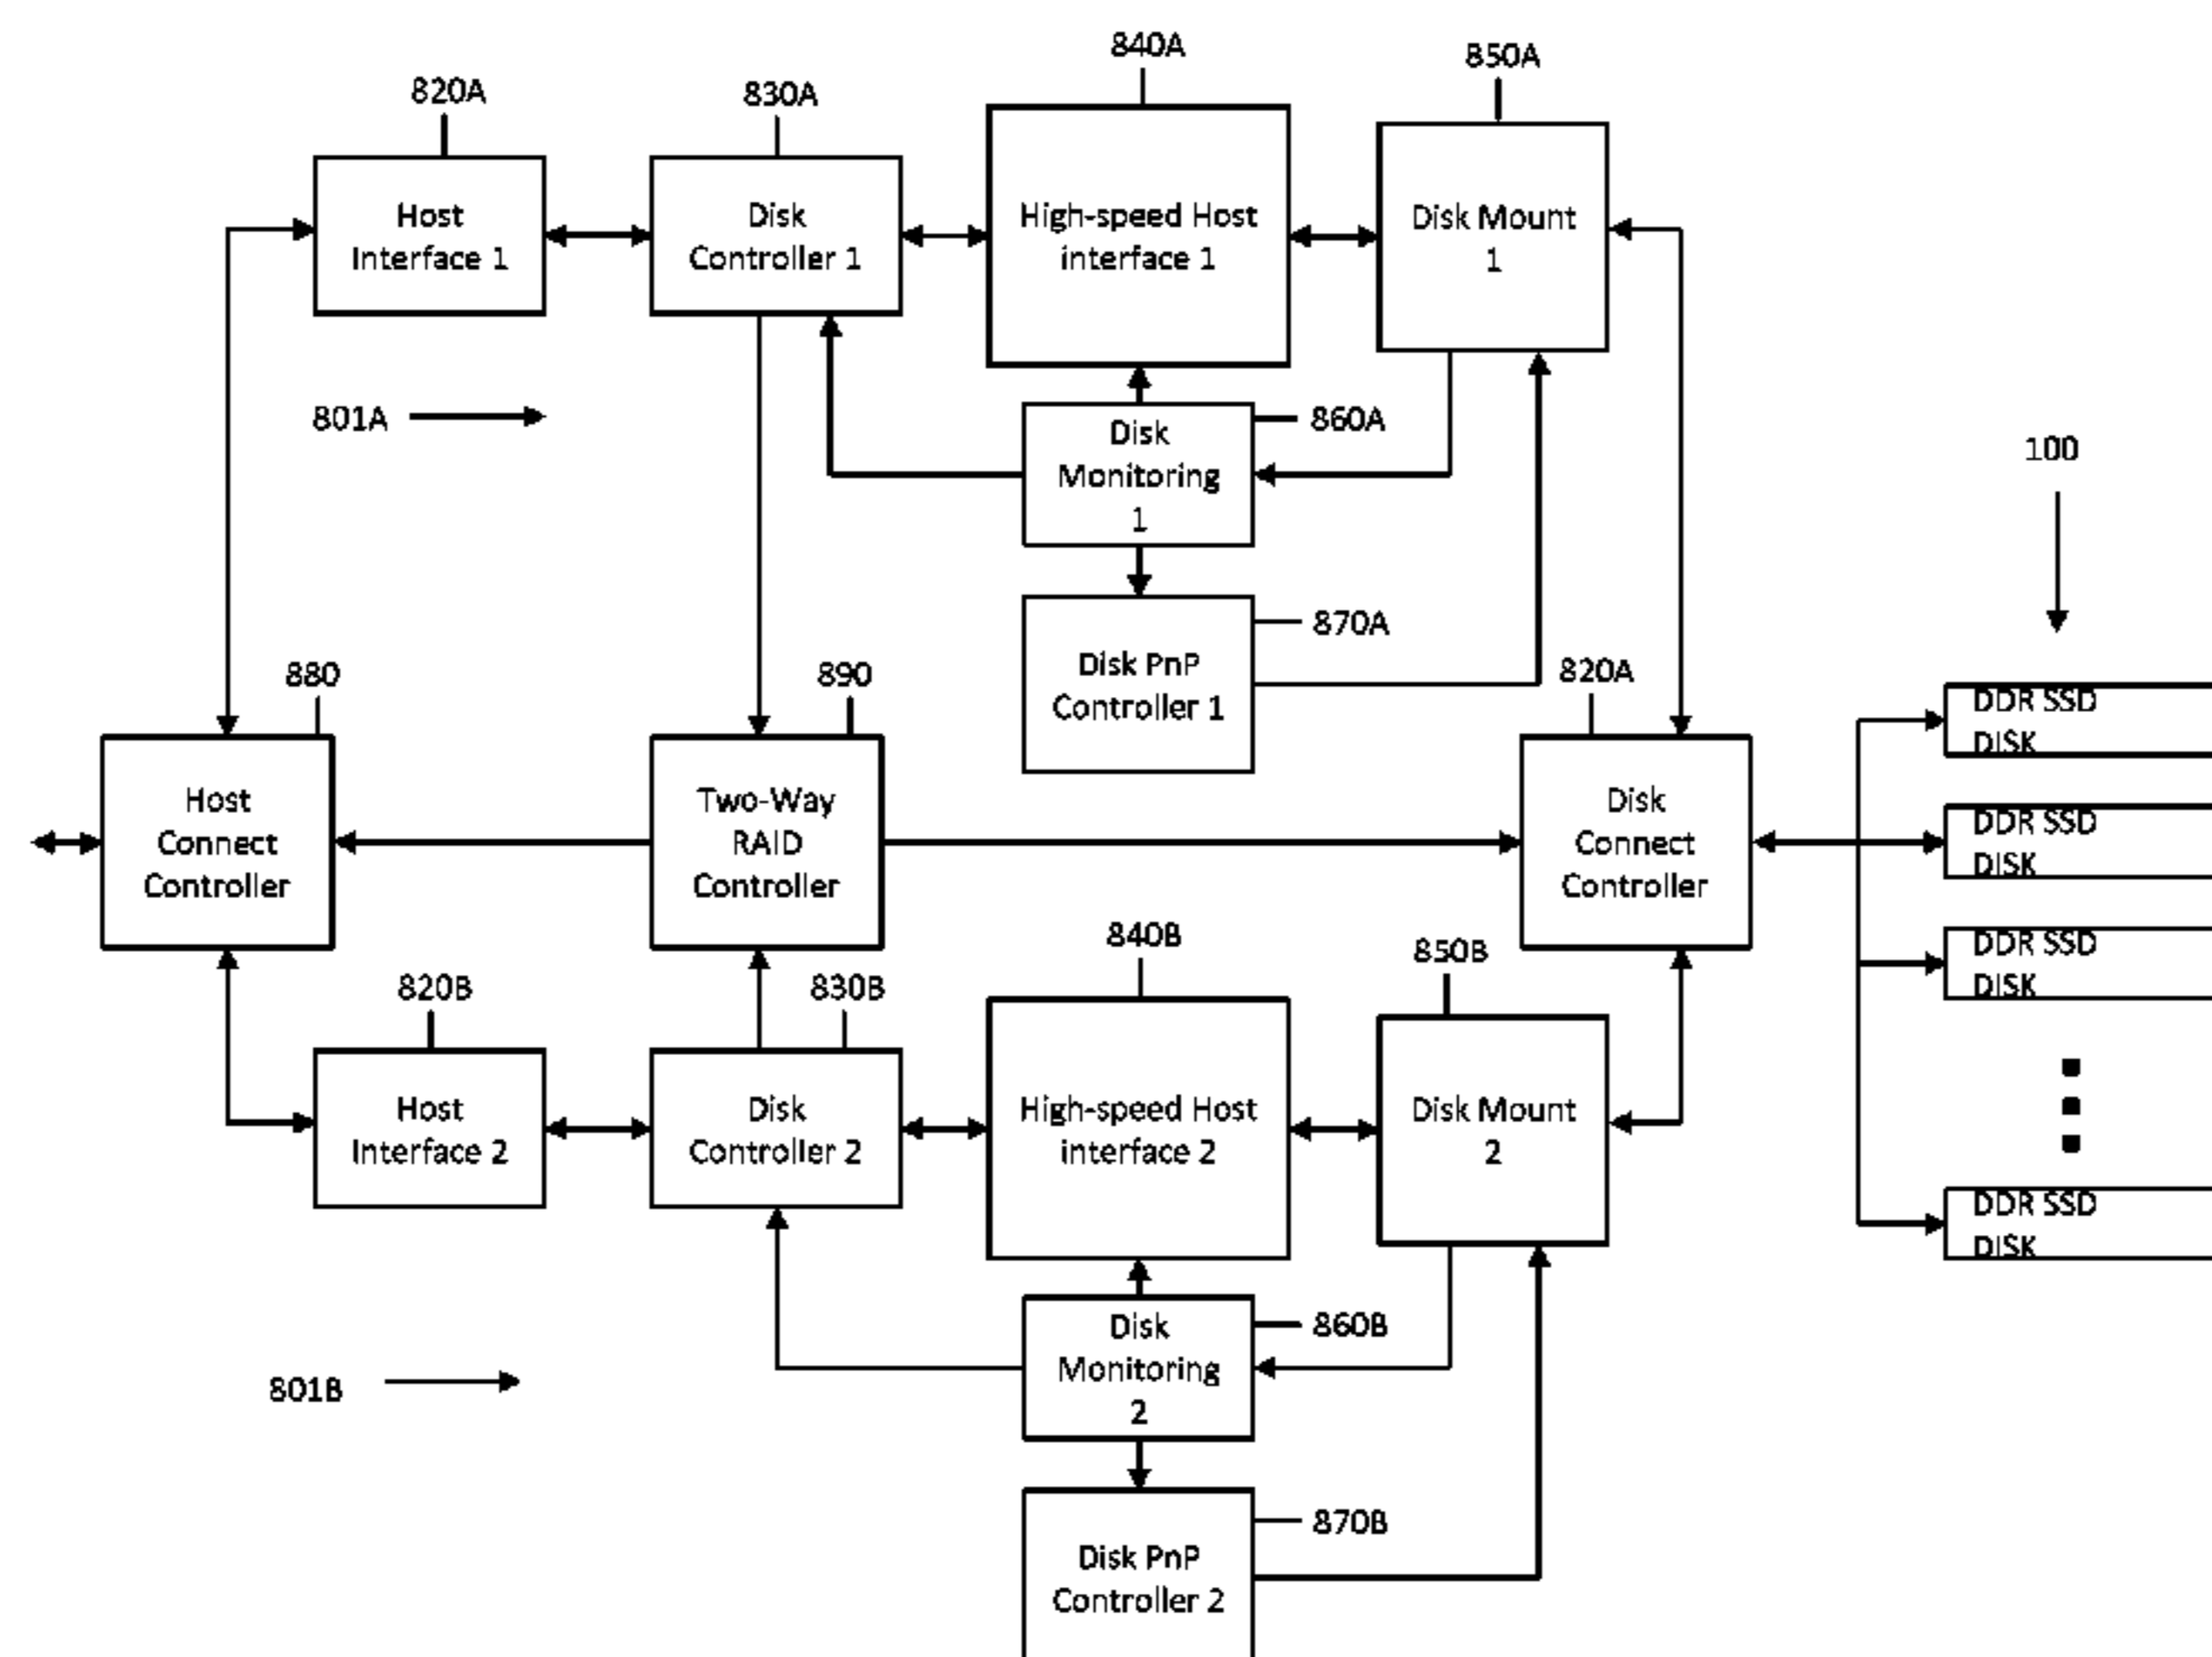 840A
850A
820A
830A
Host
Interface 1
Disk
Controller 1
High-speed Host
interface 1
Disk Mount
1
801A
860A
Disk
Monitoring
1
100
870A
Disk PnP
Controller 1
880
890
820A
Host
Connect
Controller
Two-Way
RAID
Controller
Disk
Connect
Controller
DDR SSD
DISK
DDR SSD
DISK
DDR SSD
DISK
DDR SSD
DISK
840B
850B
820B
830B
Host
Interface 2
Disk
Controller 2
High-speed Host
interface 2
Disk Mount
2
860B
Disk
Monitoring
2
801B
870B
Disk PnP
Controller 2